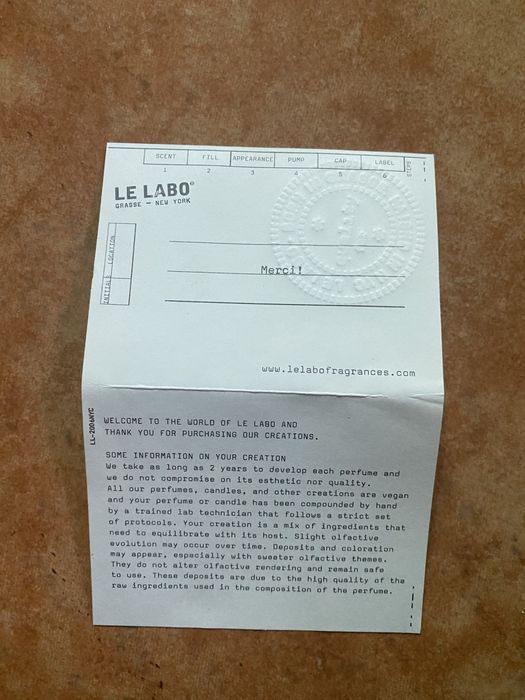 SCENT FILL APPEARANCE PUMP CAP LABEL STEPS
1 2 3 4 5 6
LE LABO®
GRASSE — NEW YORK
INITIALS LOCATION
Merci!
www.lelabofragrances.com
LL-2006NYC
WELCOME TO THE WORLD OF LE LABO AND
THANK YOU FOR PURCHASING OUR CREATIONS.
SOME INFORMATION ON YOUR CREATION
We take as long as 2 years to develop each perfume and
we do not compromise on its esthetic nor quality.
All our perfumes, candles, and other creations are vegan
and your perfume or candle has been compounded by hand
by a trained lab technician that follows a strict set
of protocols. Your creation is a mix of ingredients that
need to equilibrate with its host. Slight olfactive
evolution may occur over time. Deposits and coloration
may appear, especially with sweeter olfactive themes.
They do not alter olfactive rendering and remain safe
to use. These deposits are due to the high quality of the
raw ingredients used in the composition of the perfume.